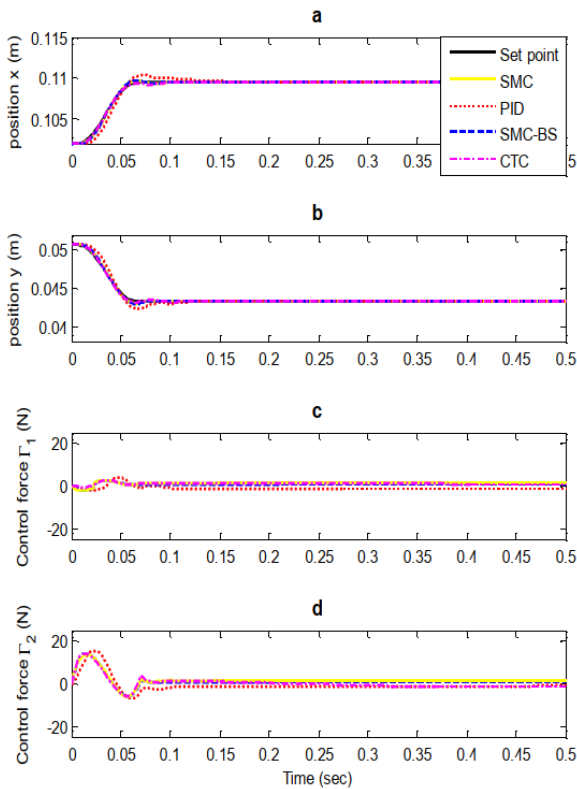 a
position x (m)
0.115
0.11
0.105
0 0.05 0.1 0.15 0.2 0.25 0.3 0.35 0.4 0.45 0.5
Set point
SMC
PID
SMC-BS
CTC
b
position y (m)
0.05
0.045
0.04
0 0.05 0.1 0.15 0.2 0.25 0.3 0.35 0.4 0.45 0.5
c
Control force Γ1 (N)
20
0
-20
0 0.05 0.1 0.15 0.2 0.25 0.3 0.35 0.4 0.45 0.5
d
Control force Γ2 (N)
20
0
-20
0 0.05 0.1 0.15 0.2 0.25 0.3 0.35 0.4 0.45 0.5
Time (sec)